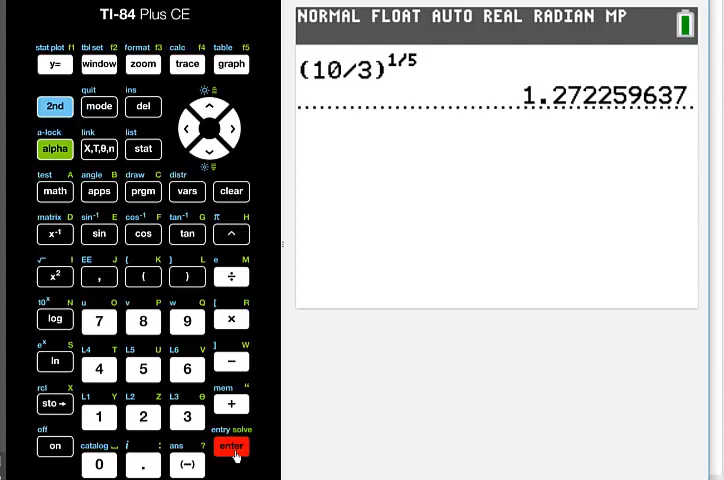 TI-84 Plus CE
stat plot f1 tbl set f2 format f3 calc f4 table f5
y= window zoom trace graph
quit ins
2nd mode del
a-lock link list
alpha X,T,θ,n stat
test A angle B draw C distr
math apps prgm vars clear
matrix D sin⁻¹ E cos⁻¹ F tan⁻¹ G π H
x⁻¹ sin cos tan ^
√ I EE J { K } L e M
x² , ( ) ÷
10ˣ N u O v P w Q [ R
log 7 8 9 ×
eˣ S L4 T L5 U L6 V ] W
ln 4 5 6 −
rcl X L1 Y L2 Z L3 θ mem “
sto→ 1 2 3 +
off catalog ⎵ i : ans ? entry solve
on 0 . (−) enter
NORMAL FLOAT AUTO REAL RADIAN MP
(10/3)^1/5
1.272259637